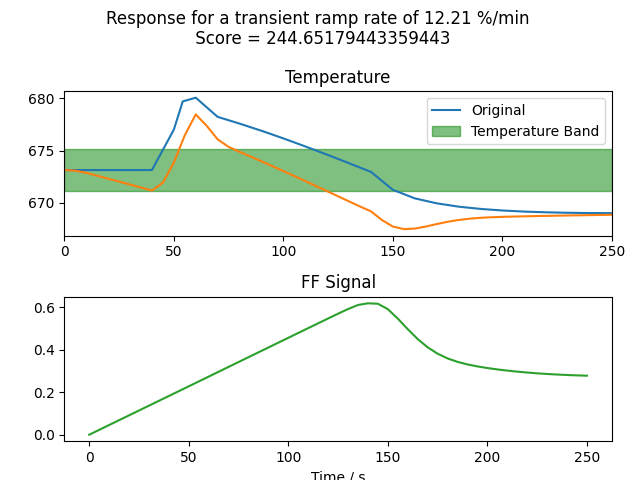 Response for a transient ramp rate of 12.21 %/min
Score = 244.65179443359443
Temperature
680
675
670
Original
Temperature Band
0 50 100 150 200 250
FF Signal
0.6
0.4
0.2
0.0
0 50 100 150 200 250
Time / s